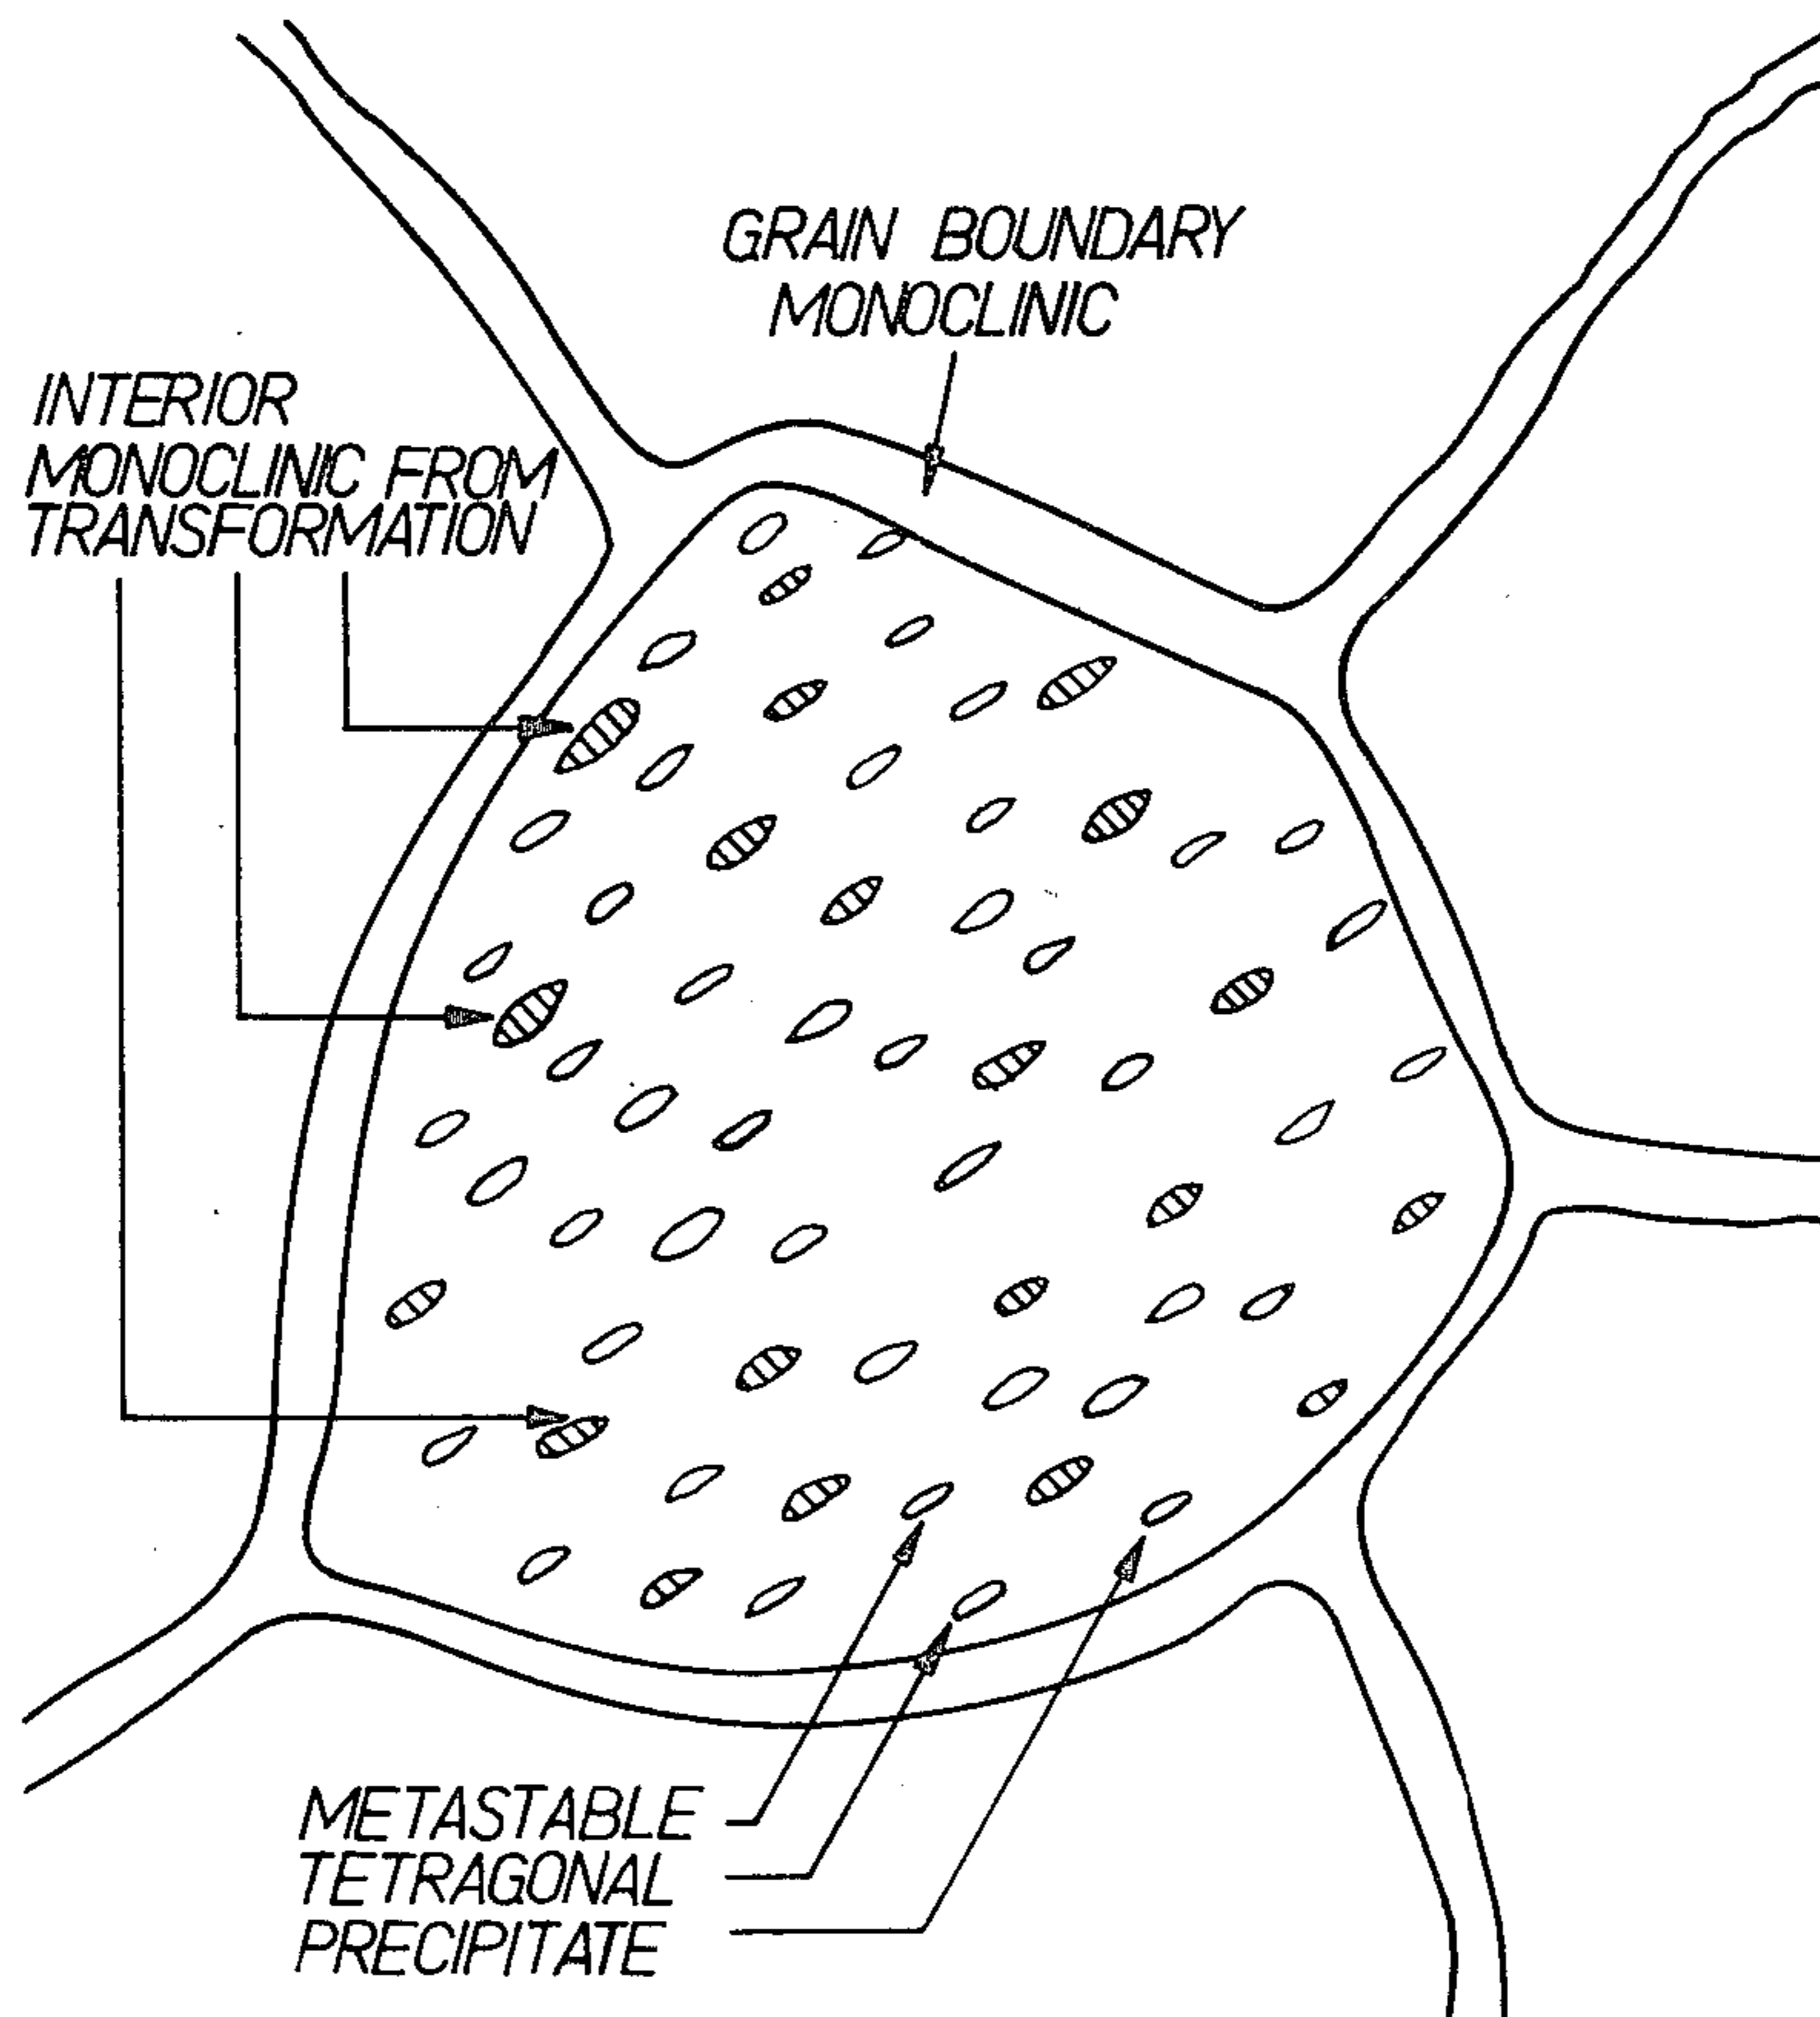 GRAIN BOUNDARY
MONOCLINIC
INTERIOR
MONOCLINIC FROM
TRANSFORMATION
METASTABLE
TETRAGONAL
PRECIPITATE